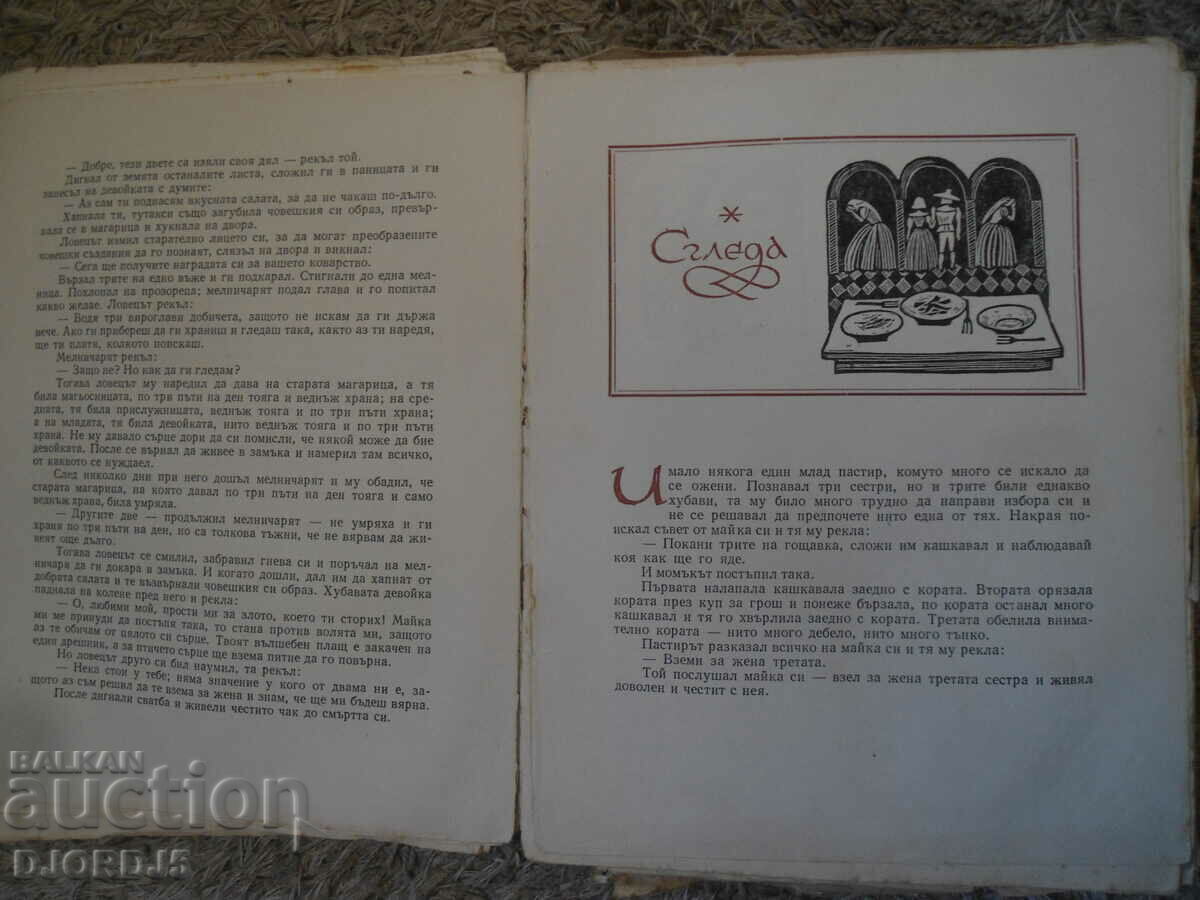 — Добре, тези двете са изяли своя дял — рекъл той.
Дигнал от земята останалите листа, сложил ги в паницата и ги
занесъл на девойката с думите:
— Аз сам ти поднасям вкусната салата, за да не чакаш по-дълго.
Хапнала тя, тутакси също загубила човешкия си образ, превър-
нала се в магарица и хукнала на двора.
Ловецът измил старателно лицето си, за да могат преобразените
човешки създания да го познаят, слязъл на двора и викнал:
— Сега ще получите наградата си за вашето коварство.
Вързал трите на едно въже и ги подкарал. Стигнали до една мел-
ница. Похлопал на прозореца; мелничарят подал глава и го попитал
какво желае. Ловецът рекъл:
— Водя три вироглави добичета, защото не искам да ги държа
вече. Ако ги прибереш да ги храниш и гледаш така, както аз ти наредя,
ще ти платя, колкото поискаш.
Мелничарят рекъл:
— Защо не? Но как да ги гледам?
Тогава ловецът му наредил да дава на старата магарица, а тя
била магьосницата, по три пъти на ден тояга и веднъж храна; на сред-
ната, тя била прислужницата, веднъж тояга и по три пъти храна;
а на младата, тя била девойката, нито веднъж тояга и по три пъти
храна. Не му давало сърце дори да си помисли, че някой може да бие
девойката. После се върнал да живее в замъка и намерил там всичко,
от каквото се нуждаел.
След няколко дни при него дошъл мелничарят и му обадил, че
старата магарица, на която давал по три пъти на ден тояга и само
веднъж храна, била умряла.
— Другите две — продължил мелничарят — не умряха и ги
храня по три пъти на ден, но са толкова тъжни, че не вярвам да жи-
веят още дълго.
Тогава ловецът се смилил, забравил гнева си и поръчал на мел-
ничаря да ги докара в замъка. И когато дошли, дал им да хапнат от
добрата салата и те възвърнали човешкия си образ. Хубавата девойка
паднала на колене пред него и рекла:
— О, любими мой, прости ми за злото, което ти сторих! Майка
ми ме принуди да постъпя така, то стана против волята ми, защото
аз те обичам от цялото си сърце. Твоят вълшебен плащ е закачен на
едия дрешник, а за птичето сърце ще взема питие да го повърна.
Но ловецът друго си бил наумил, та рекъл:
— Нека стои у тебе; няма значение у кого от двама ни е, за-
щото аз съм решил да те взема за жена и знам, че ще ми бъдеш вярна.
После дигнали сватба и живели честито чак до смъртта си.
*
Сгледа
Имало някога един млад пастир, комуто много се искало да
се ожени. Познавал три сестри, но и трите били еднакво
хубави, та му било много трудно да направи избора си и
не се решавал да предпочете нито една от тях. Накрая по-
искал съвет от майка си и тя му рекла:
— Покани трите на гощавка, сложи им кашкавал и наблюдавай
коя как ще го яде.
И момъкът постъпил така.
Първата налапала кашкавала заедно с кората. Втората орязала
кората през куп за грош и понеже бързала, по кората останал много
кашкавал и тя го хвърлила заедно с кората. Третата обелила внима-
телно кората — нито много дебело, нито много тънко.
Пастирът разказал всичко на майка си и тя му рекла:
— Вземи за жена третата.
Той послушал майка си — взел за жена третата сестра и живял
доволен и честит с нея.
BALKAN
auction
DJORDJ5